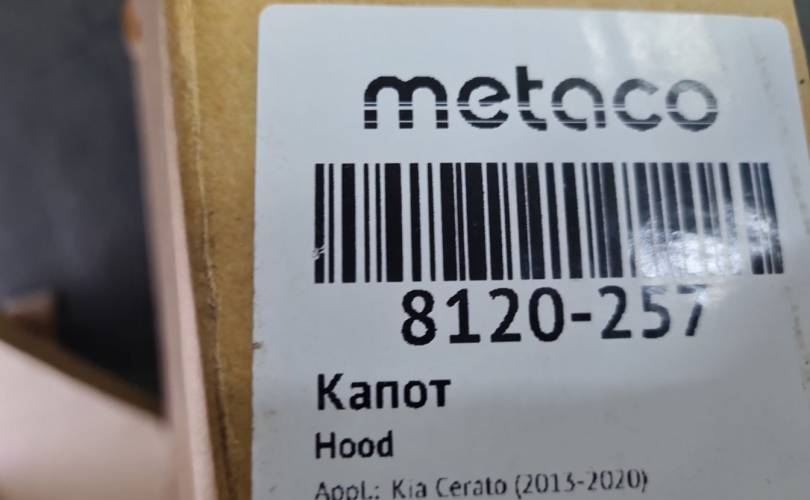 metaco
8120-257
Капот
Hood
Appl.: Kia Cerato (2013-2020)